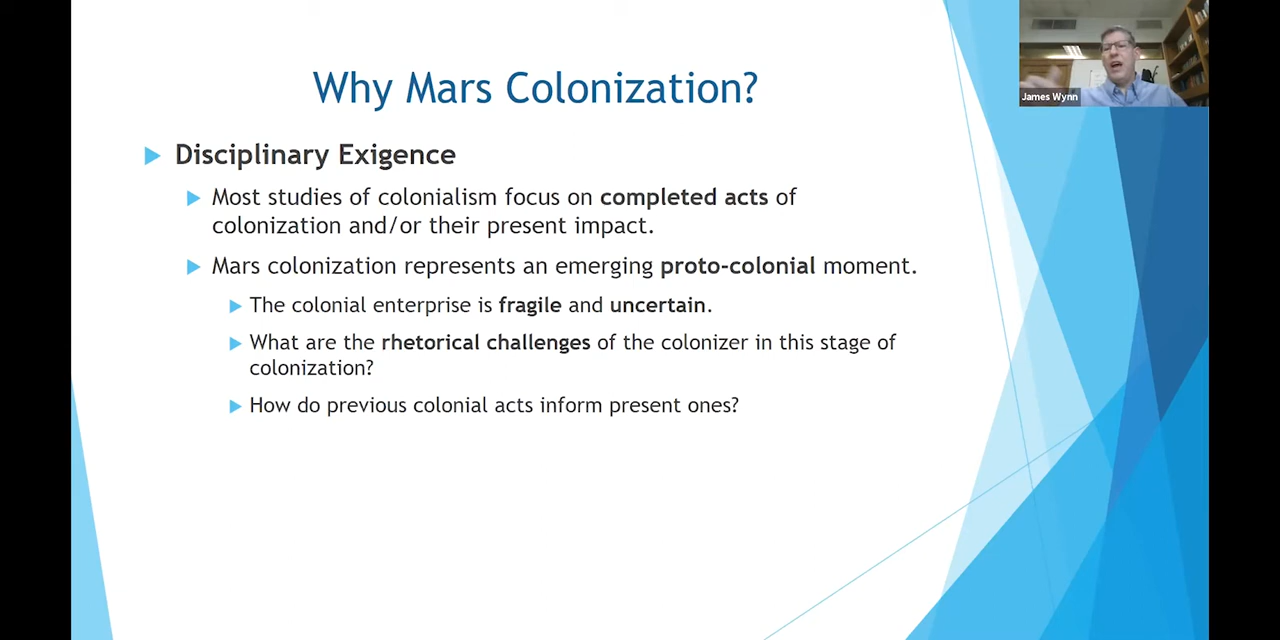 Why Mars Colonization?
James Wynn
Disciplinary Exigence
Most studies of colonialism focus on completed acts of
colonization and/or their present impact.
Mars colonization represents an emerging proto-colonial moment.
The colonial enterprise is fragile and uncertain.
What are the rhetorical challenges of the colonizer in this stage of
colonization?
How do previous colonial acts inform present ones?